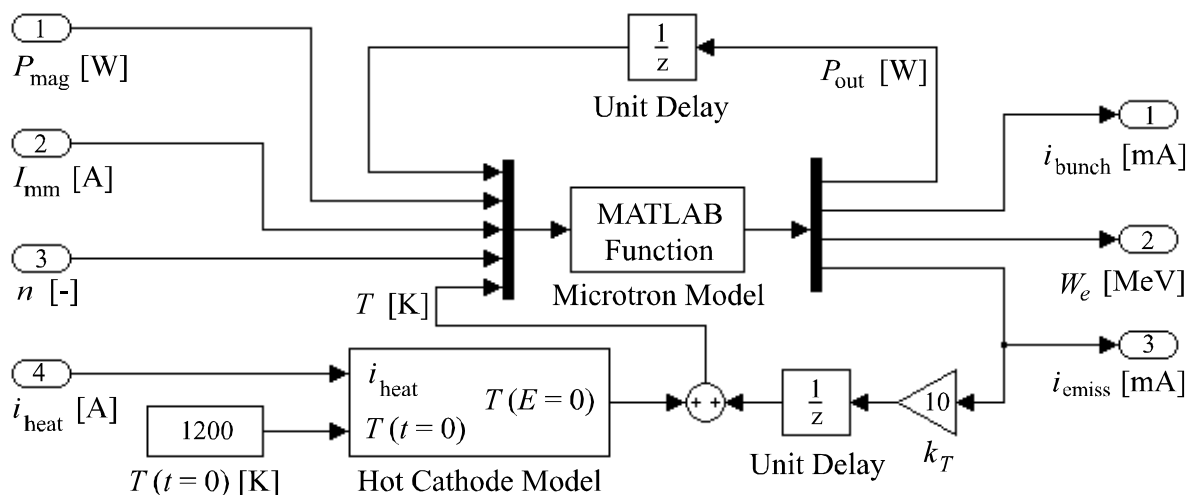 1
P_mag [W]
2
I_mm [A]
3
n [-]
4
i_heat [A]
1200
T (t = 0) [K]
1
z
Unit Delay
P_out [W]
T [K]
MATLAB
Function
Microtron Model
i_heat
T (E = 0)
T (t = 0)
Hot Cathode Model
+ +
1
z
Unit Delay
10
k_T
1
i_bunch [mA]
2
W_e [MeV]
3
i_emiss [mA]